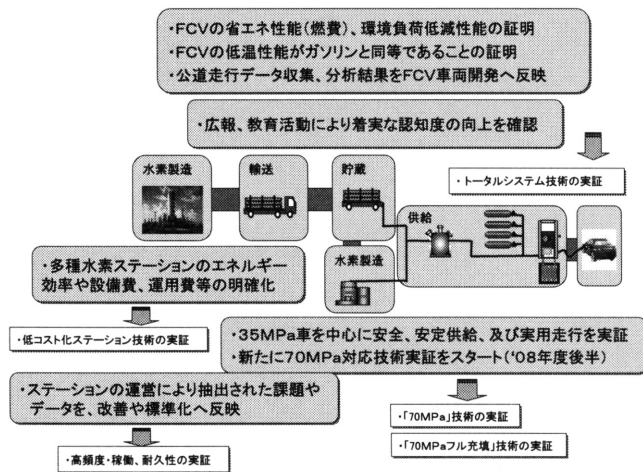 ・FCVの省エネ性能（燃費）、環境負荷低減性能の証明
・FCVの低温性能がガソリンと同等であることの証明
・公道走行データ収集、分析結果をFCV車両開発へ反映
・広報、教育活動により着実な認知度の向上を確認
水素製造
輸送
貯蔵
・トータルシステム技術の実証
供給
水素製造
・多種水素ステーションのエネルギー
効率や設備費、運用費等の明確化
・低コスト化ステーション技術の実証
・35MPa車を中心に安全、安定供給、及び実用走行を実証
・新たに70MPa対応技術実証をスタート（‘08年度後半）
・ステーションの運営により抽出された課題や
データを、改善や標準化へ反映
・「70MPa」技術の実証
・「70MPaフル充填」技術の実証
・高頻度・稼働、耐久性の実証